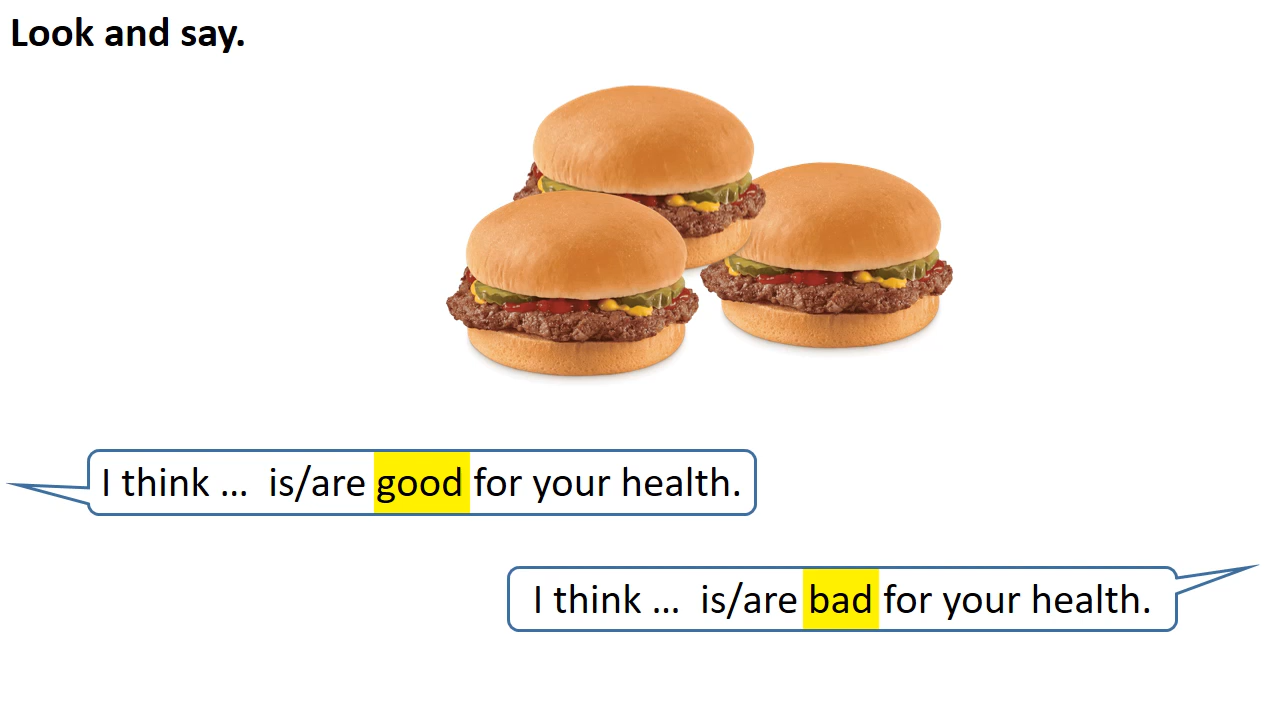 Look and say.
I think ... is/are good for your health.
I think ... is/are bad for your health.